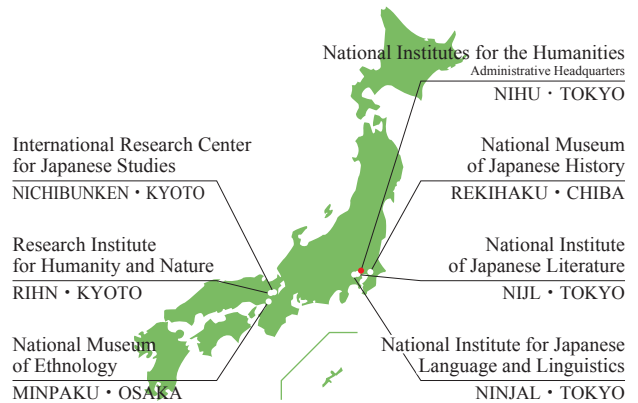 National Institutes for the Humanities
Administrative Headquarters
NIHU・TOKYO
International Research Center
for Japanese Studies
NICHIBUNKEN・KYOTO
National Museum
of Japanese History
REKIHAKU・CHIBA
Research Institute
for Humanity and Nature
RIHN・KYOTO
National Institute
of Japanese Literature
NIJL・TOKYO
National Museum
of Ethnology
MINPAKU・OSAKA
National Institute for Japanese
Language and Linguistics
NINJAL・TOKYO